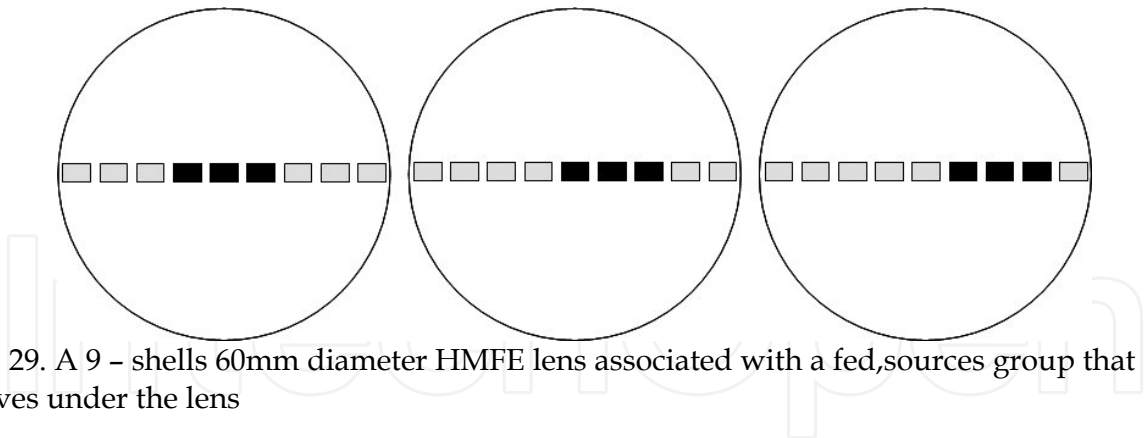 29. A 9 – shells 60mm diameter HMFE lens associated with a fed,sources group that
ves under the lens